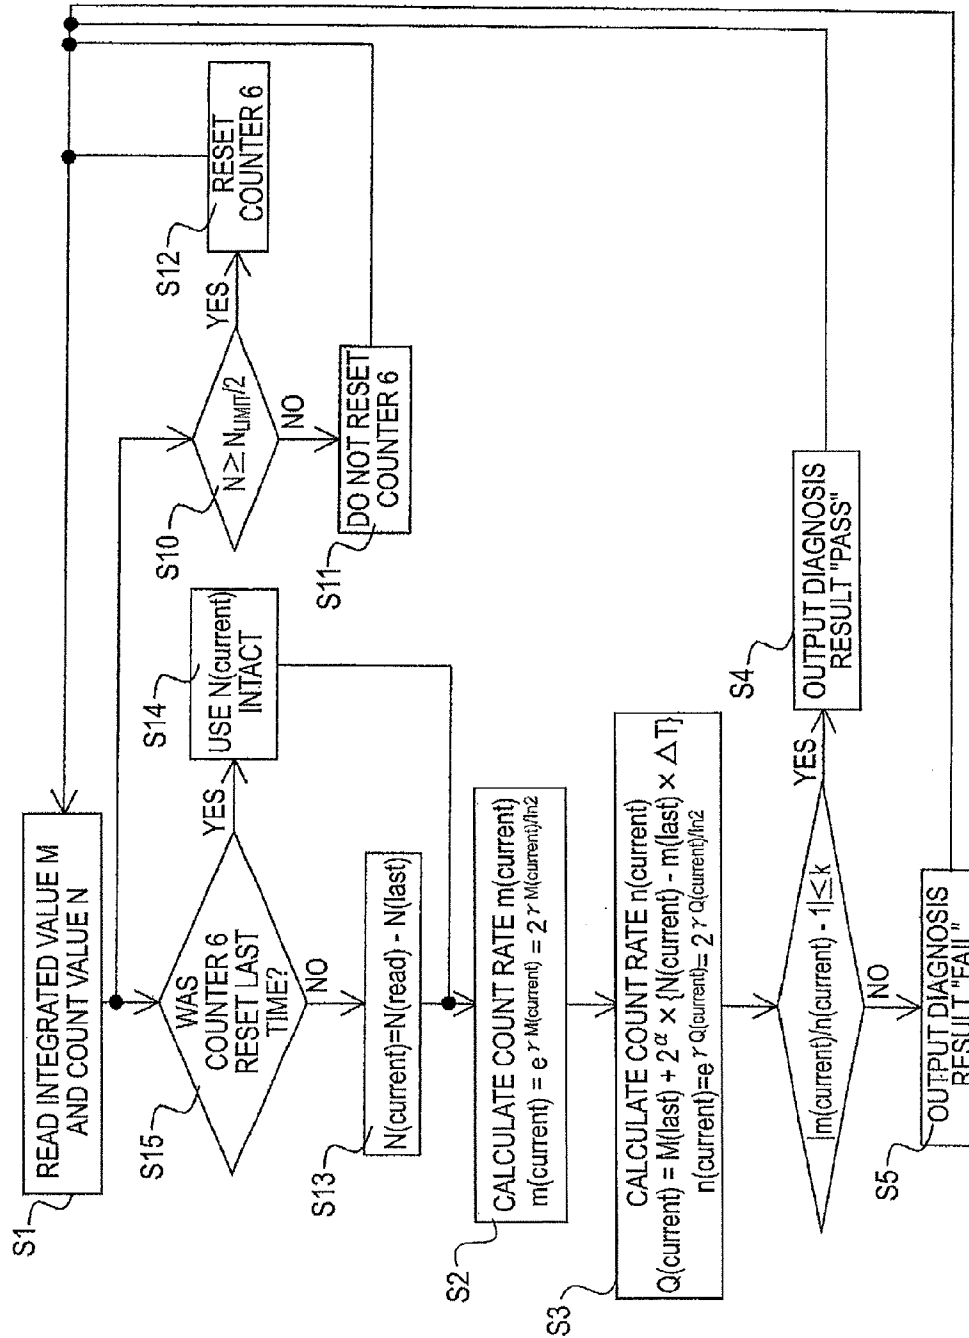 S1
READ INTEGRATED VALUE M
AND COUNT VALUE N
S15
WAS
COUNTER 6
RESET LAST
TIME?
YES
NO
S14
USE N(current)
INTACT
S10
N ≥ N_LIMIT/2
YES
NO
S12
RESET
COUNTER 6
S11
DO NOT RESET
COUNTER 6
S13
N(current)=N(read) - N(last)
S2
CALCULATE COUNT RATE m(current)
m(current) = e^{γ M(current)} = 2^{γ M(current)/ln2}
S3
CALCULATE COUNT RATE n(current)
Q(current) = M(last) + 2^α × {N(current) - m(last) × ΔT}
n(current)=e^{γ Q(current)}= 2^{γ Q(current)/ln2}
|m(current)/n(current) - 1|≤k
YES
NO
S4
OUTPUT DIAGNOSIS
RESULT "PASS"
S5
OUTPUT DIAGNOSIS
RESULT "FAIL"